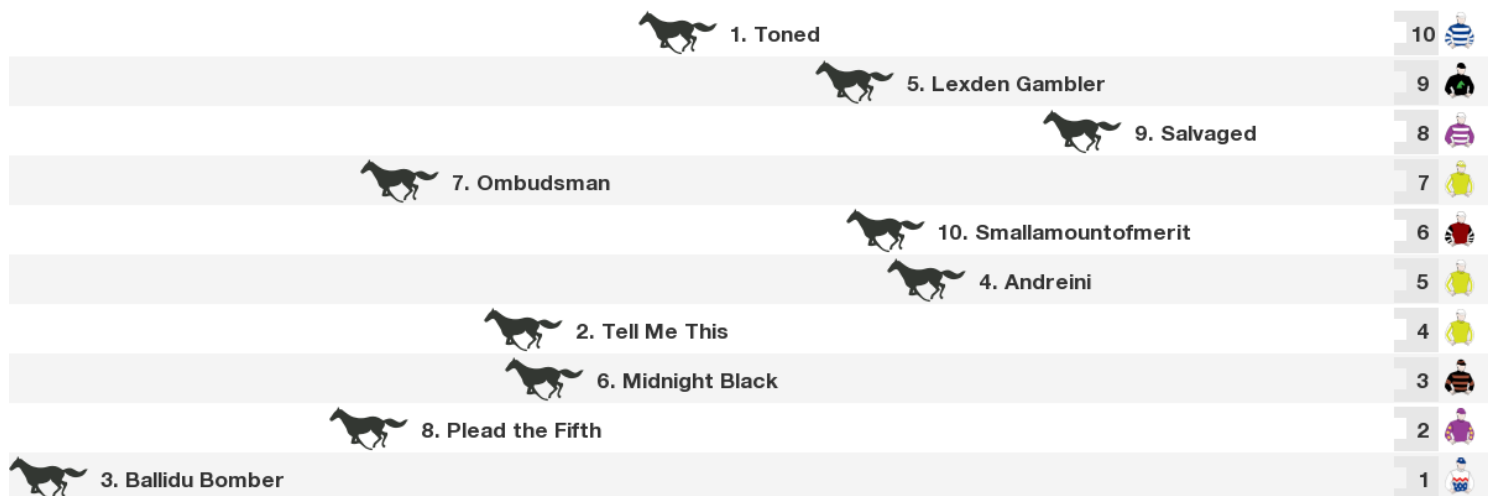 1. Toned 10
5. Lexden Gambler 9
9. Salvaged 8
7. Ombudsman 7
10. Smallamountofmerit 6
4. Andreini 5
2. Tell Me This 4
6. Midnight Black 3
8. Plead the Fifth 2
3. Ballidu Bomber 1